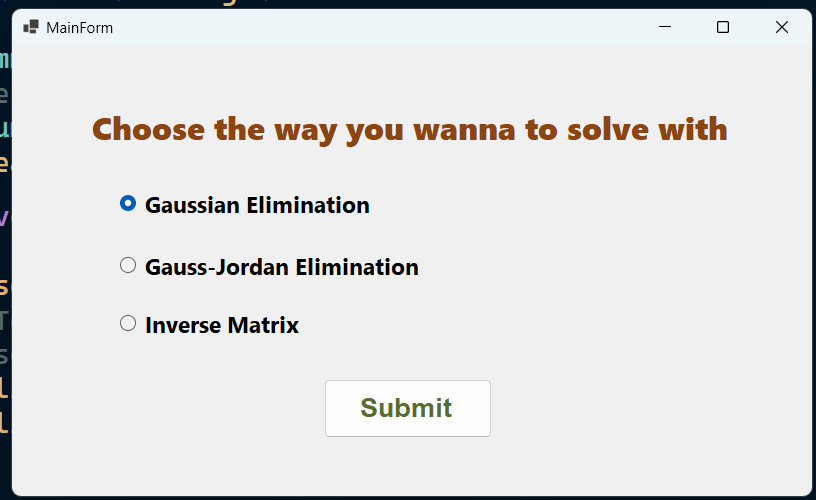 MainForm
Choose the way you wanna to solve with
Gaussian Elimination
Gauss-Jordan Elimination
Inverse Matrix
Submit